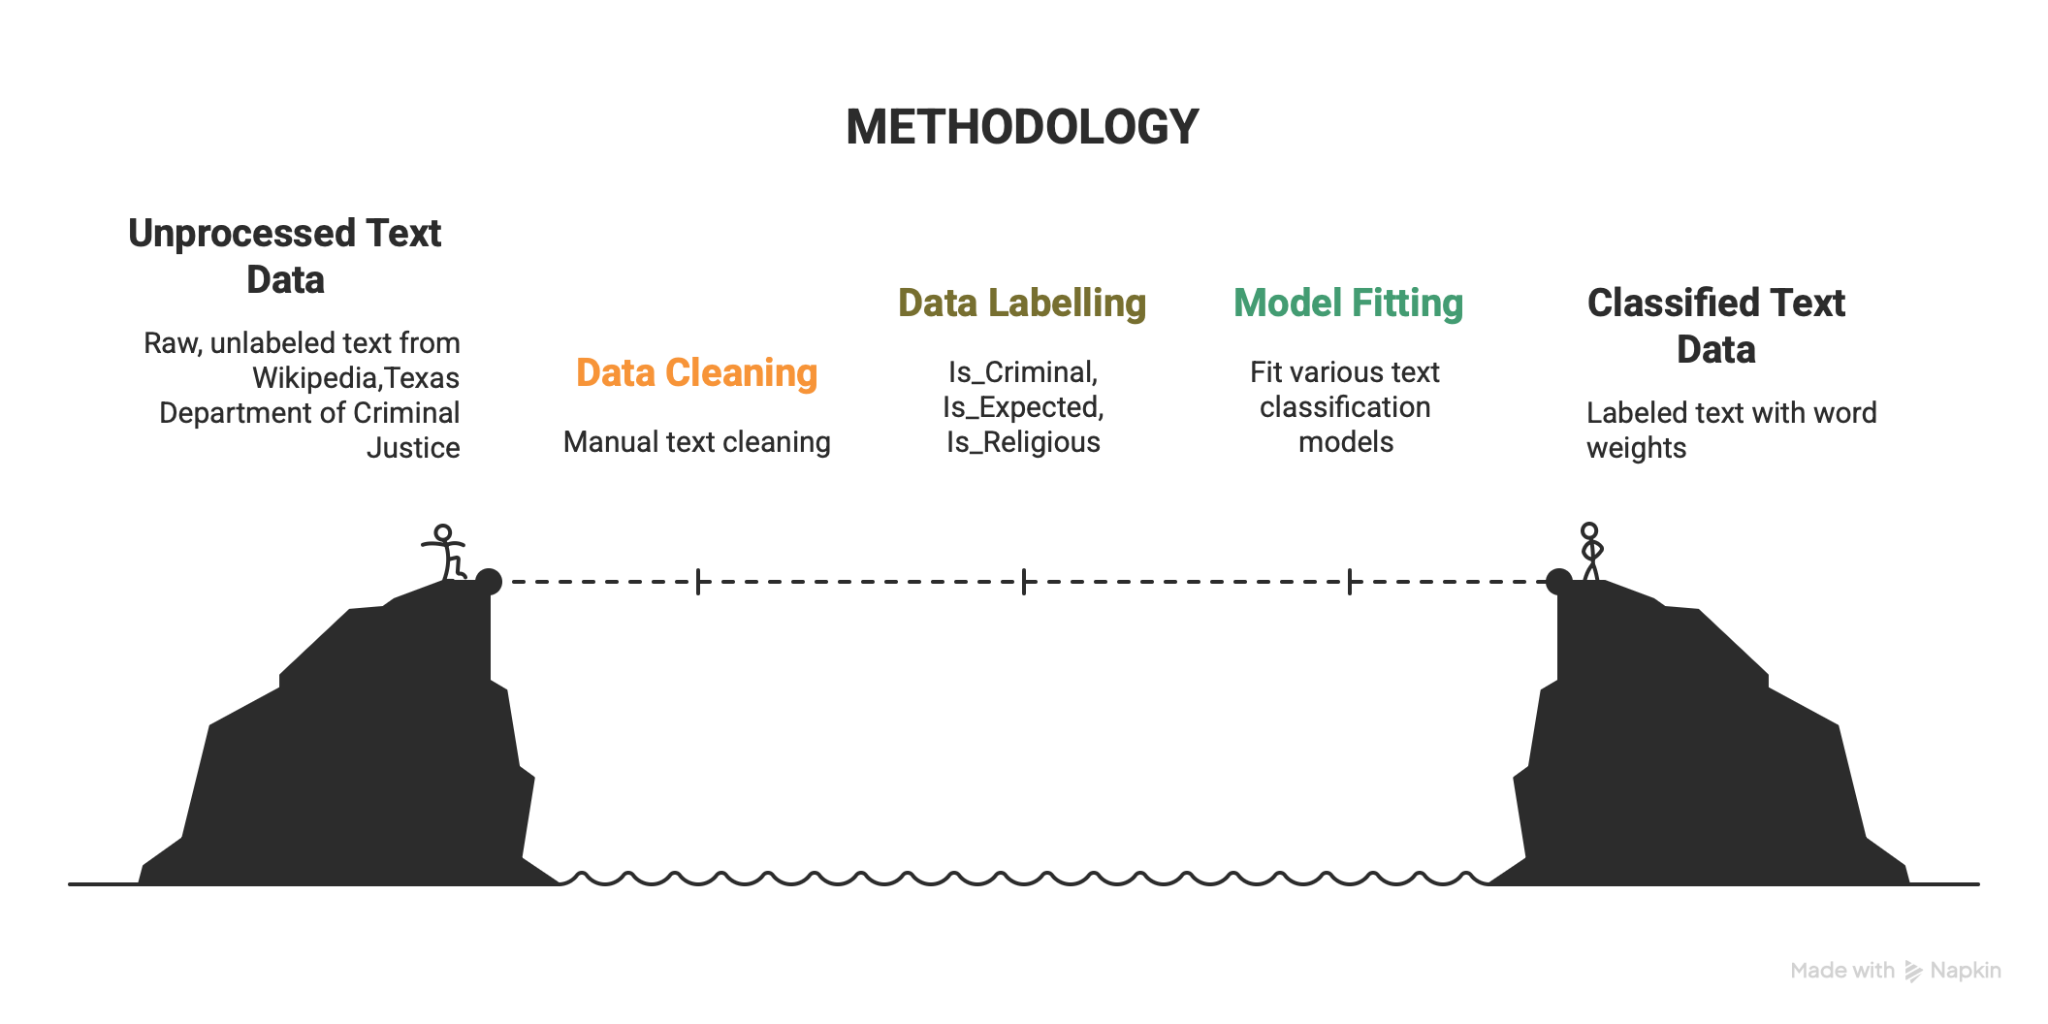 METHODOLOGY
Unprocessed Text
Data
Raw, unlabeled text from
Wikipedia,Texas
Department of Criminal
Justice
Data Cleaning
Manual text cleaning
Data Labelling
Is_Criminal,
Is_Expected,
Is_Religious
Model Fitting
Fit various text
classification
models
Classified Text
Data
Labeled text with word
weights
Made with Napkin